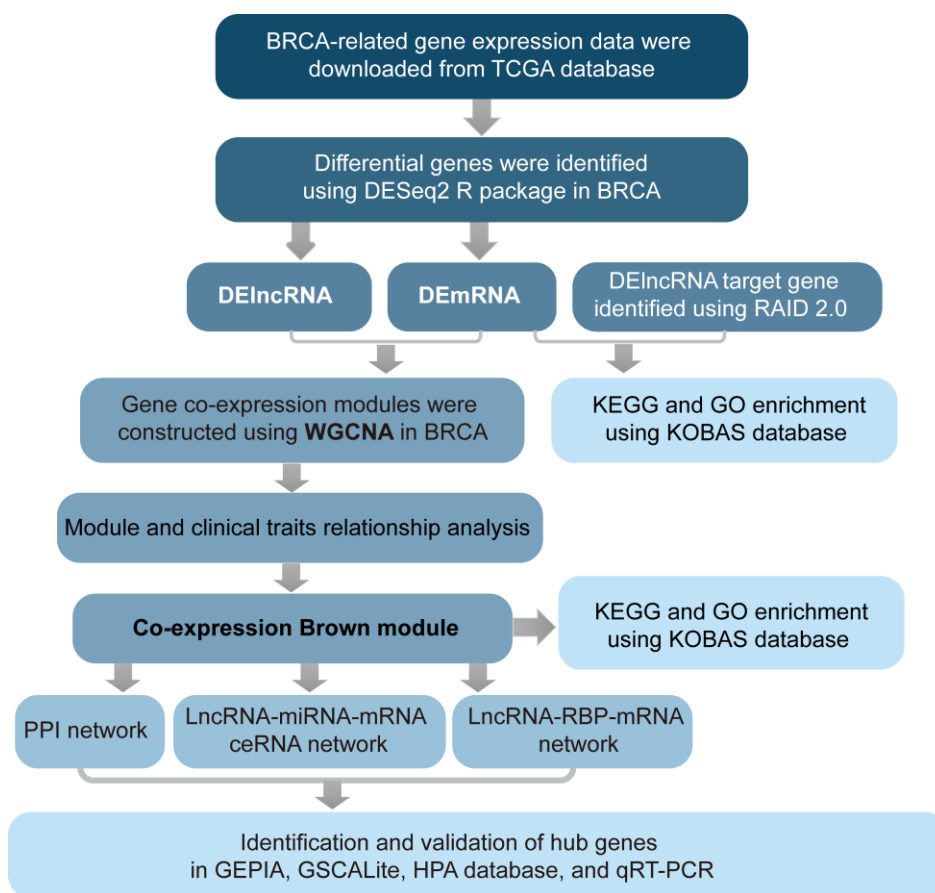 BRCA-related gene expression data were
downloaded from TCGA database
Differential genes were identified
using DESeq2 R package in BRCA
DElncRNA
DEmRNA
DElncRNA target gene
identified using RAID 2.0
Gene co-expression modules were
constructed using WGCNA in BRCA
KEGG and GO enrichment
using KOBAS database
Module and clinical traits relationship analysis
Co-expression Brown module
KEGG and GO enrichment
using KOBAS database
PPI network
LncRNA-miRNA-mRNA
ceRNA network
LncRNA-RBP-mRNA
network
Identification and validation of hub genes
in GEPIA, GSCALite, HPA database, and qRT-PCR